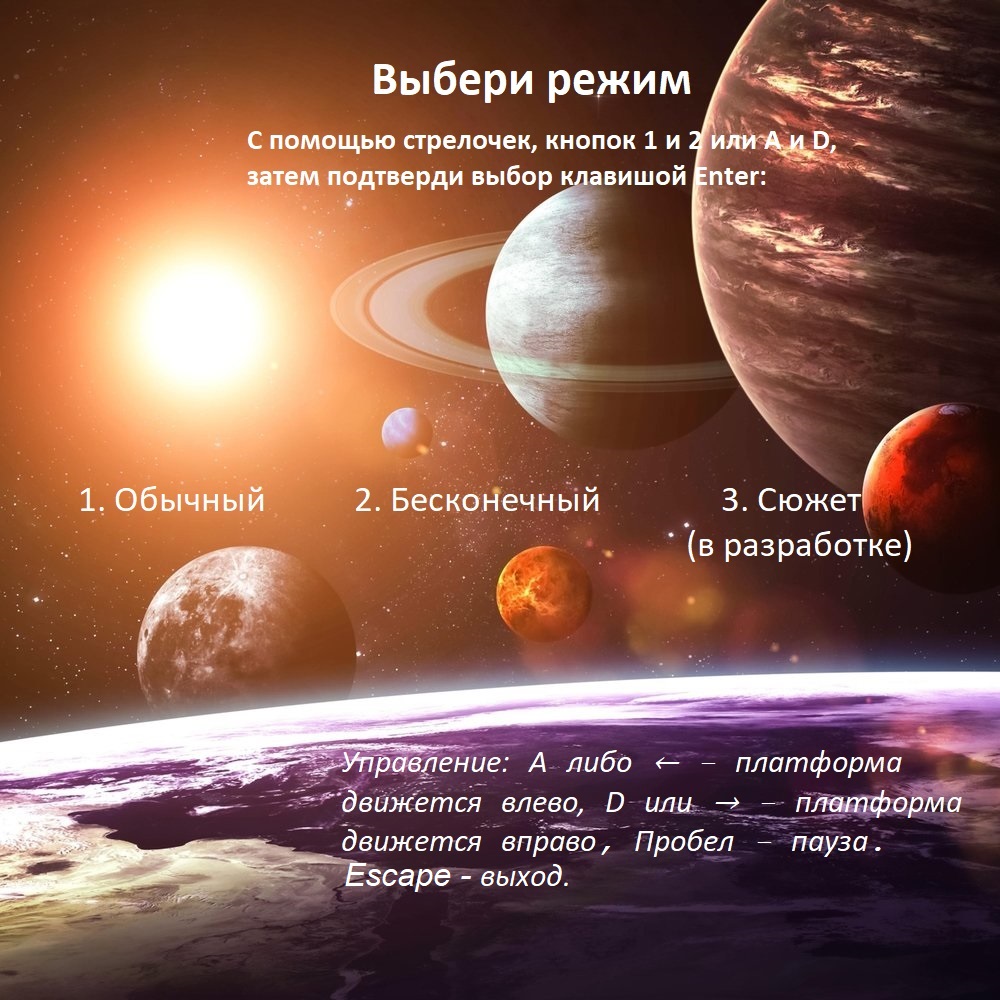 Выбери режим
С помощью стрелочек, кнопок 1 и 2 или А и D,
затем подтверди выбор клавишой Enter:
1. Обычный 2. Бесконечный 3. Сюжет
(в разработке)
Управление: А либо ← – платформа
движется влево, D или → – платформа
движется вправо, Пробел – пауза.
Escape - выход.